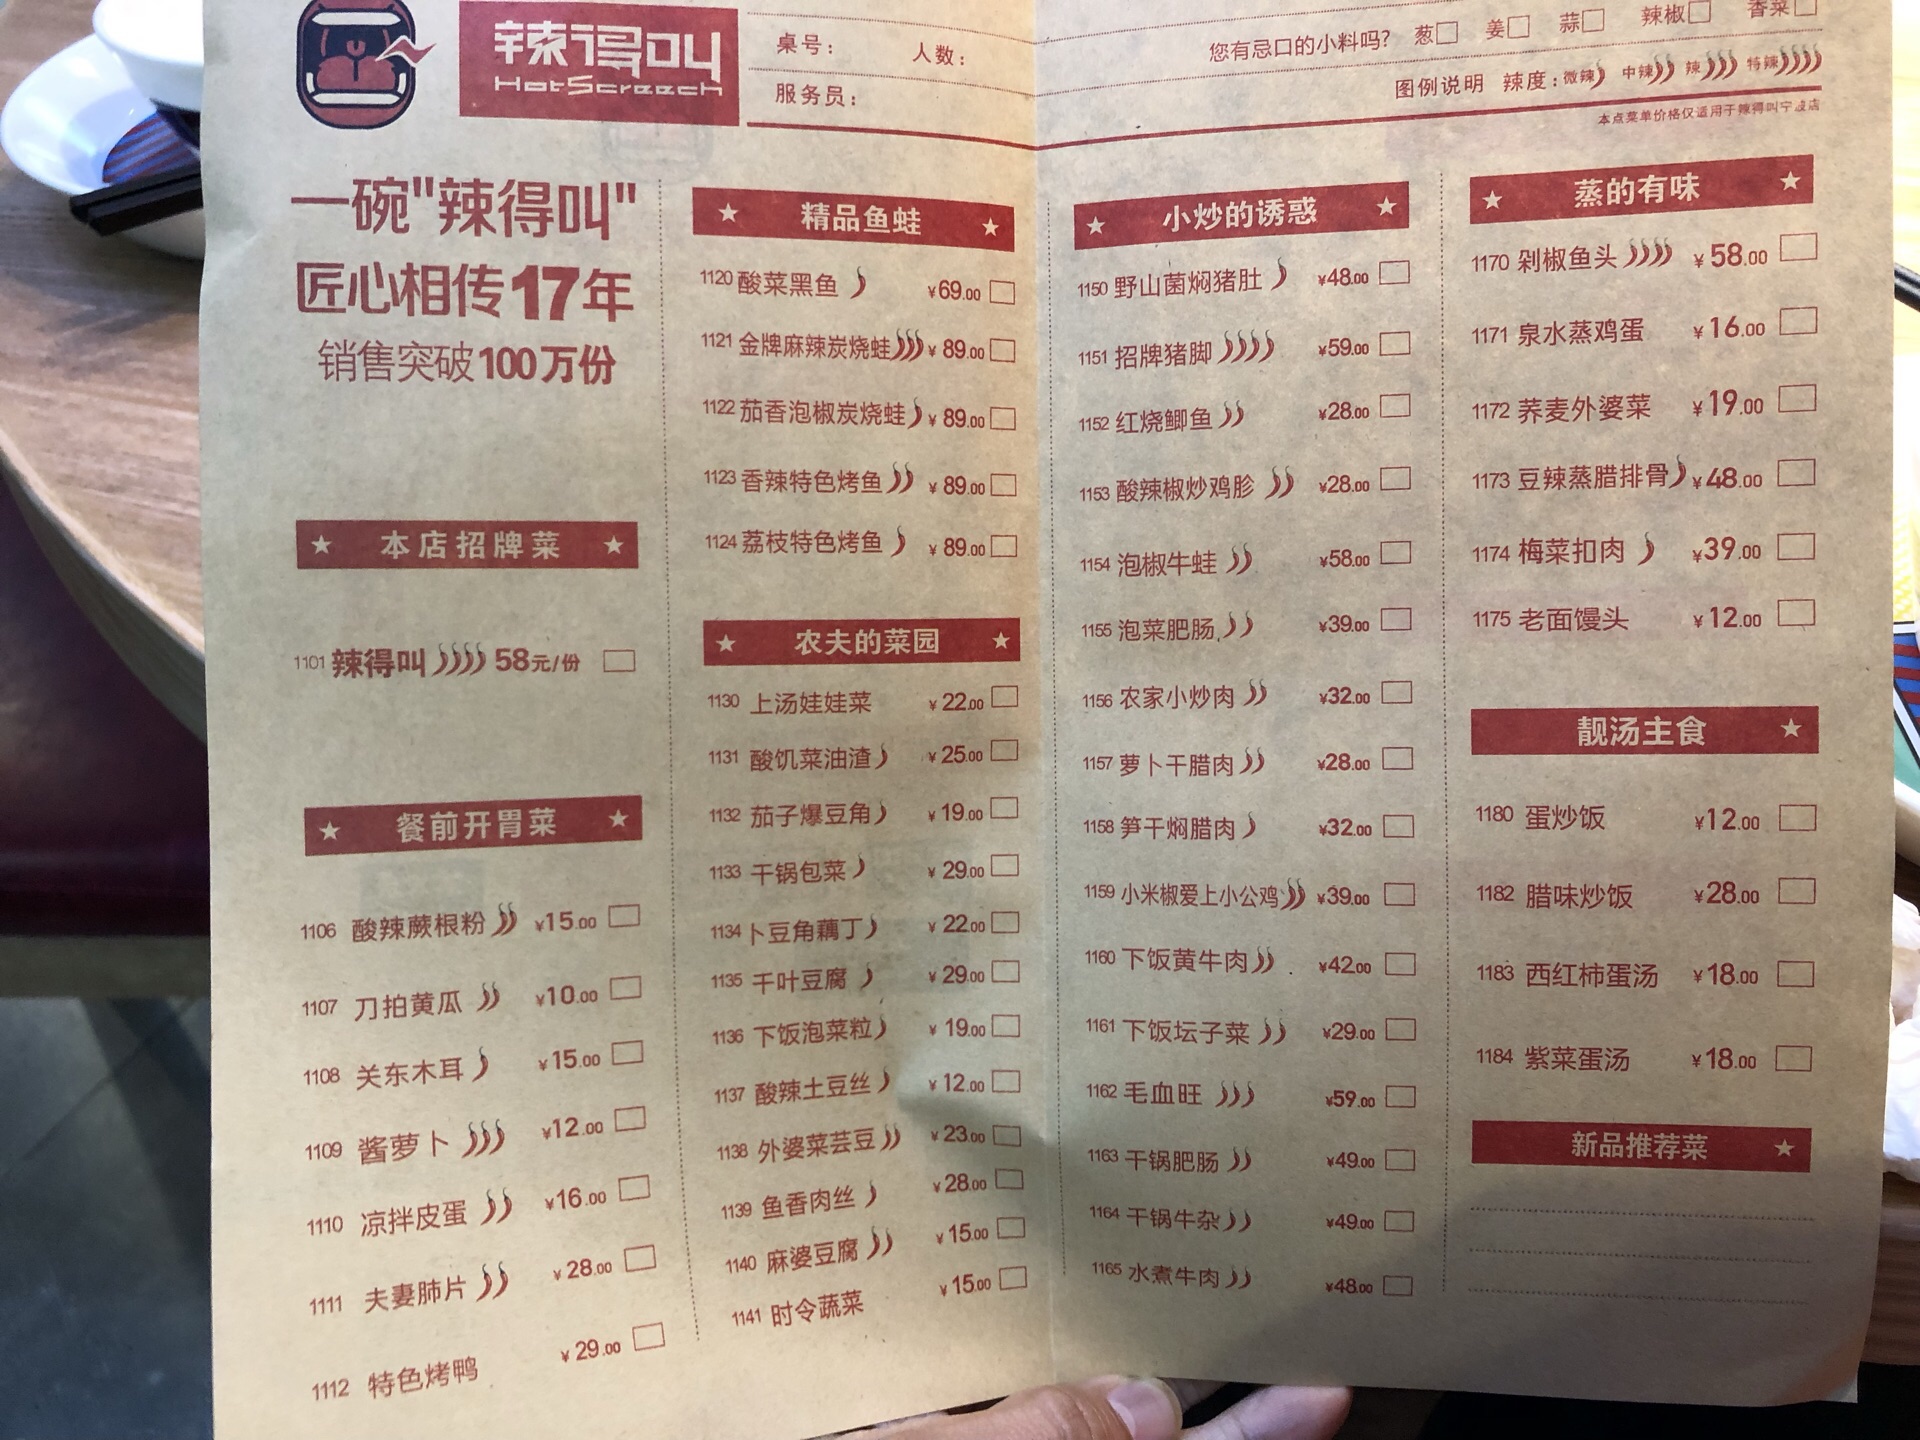 辣得叫
HotScreech
桌号:
人数:
服务员:
您有忌口的小料吗? 葱 姜 蒜 辣椒 香菜
图例说明 辣度:微辣 中辣 辣 特辣
本点菜单价格仅适用于辣得叫宁波店
一碗"辣得叫"
匠心相传17年
销售突破100万份
本店招牌菜
1101 辣得叫 58元/份
餐前开胃菜
1106 酸辣蕨根粉 ¥15.00
1107 刀拍黄瓜 ¥10.00
1108 关东木耳 ¥15.00
1109 酱萝卜 ¥12.00
1110 凉拌皮蛋 ¥16.00
1111 夫妻肺片 ¥28.00
1112 特色烤鸭 ¥29.00
精品鱼蛙
1120 酸菜黑鱼 ¥69.00
1121 金牌麻辣炭烧蛙 ¥89.00
1122 茄香泡椒炭烧蛙 ¥89.00
1123 香辣特色烤鱼 ¥89.00
1124 荔枝特色烤鱼 ¥89.00
农夫的菜园
1130 上汤娃娃菜 ¥22.00
1131 酸饥菜油渣 ¥25.00
1132 茄子爆豆角 ¥19.00
1133 干锅包菜 ¥29.00
1134 卜豆角藕丁 ¥22.00
1135 千叶豆腐 ¥29.00
1136 下饭泡菜粒 ¥19.00
1137 酸辣土豆丝 ¥12.00
1138 外婆菜芸豆 ¥23.00
1139 鱼香肉丝 ¥28.00
1140 麻婆豆腐 ¥15.00
1141 时令蔬菜 ¥15.00
小炒的诱惑
1150 野山菌焖猪肚 ¥48.00
1151 招牌猪脚 ¥59.00
1152 红烧鲫鱼 ¥28.00
1153 酸辣椒炒鸡胗 ¥28.00
1154 泡椒牛蛙 ¥58.00
1155 泡菜肥肠 ¥39.00
1156 农家小炒肉 ¥32.00
1157 萝卜干腊肉 ¥28.00
1158 笋干焖腊肉 ¥32.00
1159 小米椒爱上小公鸡 ¥39.00
1160 下饭黄牛肉 ¥42.00
1161 下饭坛子菜 ¥29.00
1162 毛血旺 ¥59.00
1163 干锅肥肠 ¥49.00
1164 干锅牛杂 ¥49.00
1165 水煮牛肉 ¥48.00
蒸的有味
1170 剁椒鱼头 ¥58.00
1171 泉水蒸鸡蛋 ¥16.00
1172 荞麦外婆菜 ¥19.00
1173 豆辣蒸腊排骨 ¥48.00
1174 梅菜扣肉 ¥39.00
1175 老面馒头 ¥12.00
靓汤主食
1180 蛋炒饭 ¥12.00
1182 腊味炒饭 ¥28.00
1183 西红柿蛋汤 ¥18.00
1184 紫菜蛋汤 ¥18.00
新品推荐菜